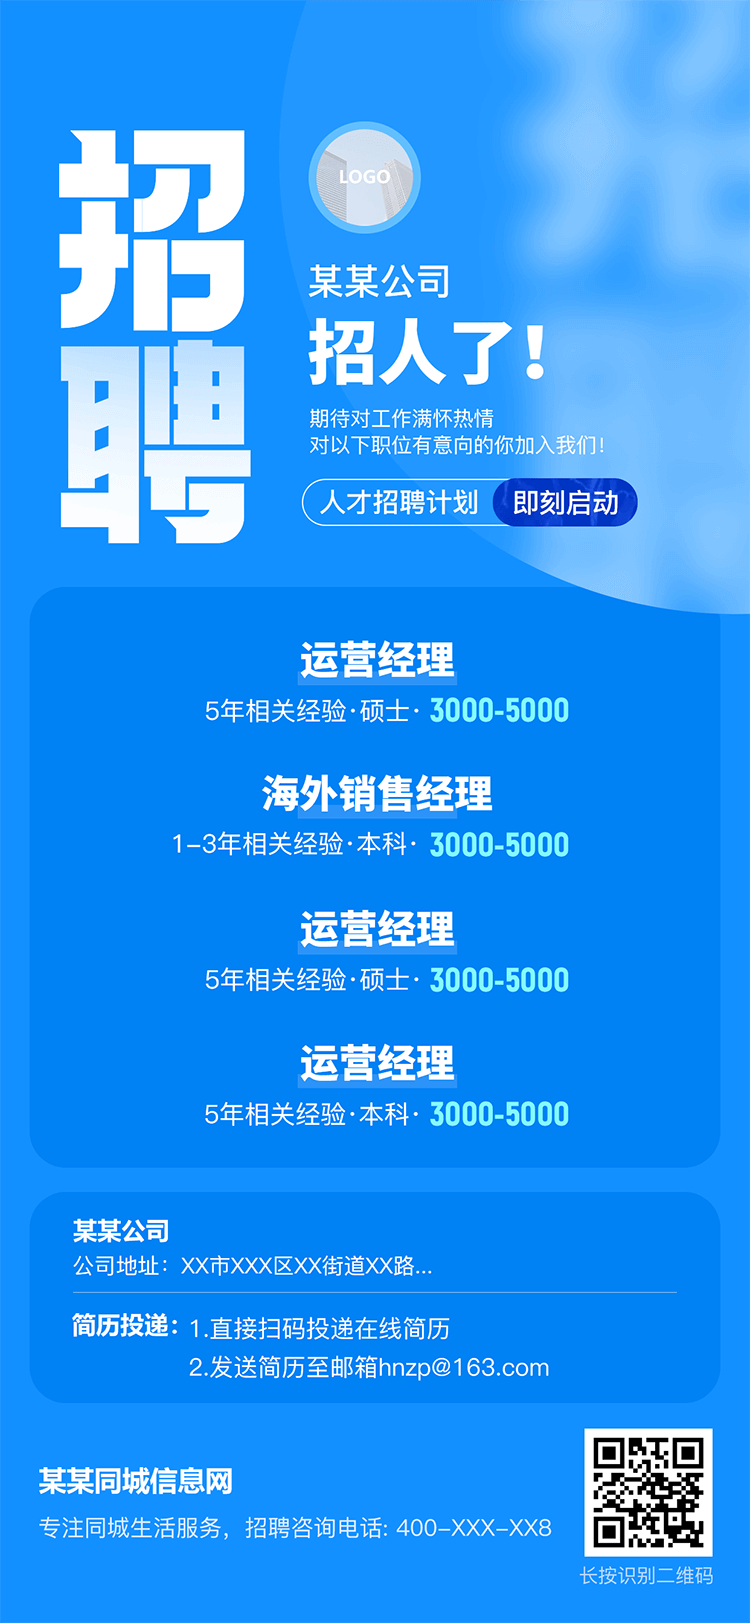 招聘
LOGO
某某公司
招人了！
期待对工作满怀热情
对以下职位有意向的你加入我们！
人才招聘计划 即刻启动
运营经理
5年相关经验·硕士· 3000-5000
海外销售经理
1-3年相关经验·本科· 3000-5000
运营经理
5年相关经验·硕士· 3000-5000
运营经理
5年相关经验·本科· 3000-5000
某某公司
公司地址：XX市XXX区XX街道XX路...
简历投递：1.直接扫码投递在线简历
2.发送简历至邮箱hnzp@163.com
某某同城信息网
专注同城生活服务，招聘咨询电话: 400-XXX-XX8
长按识别二维码